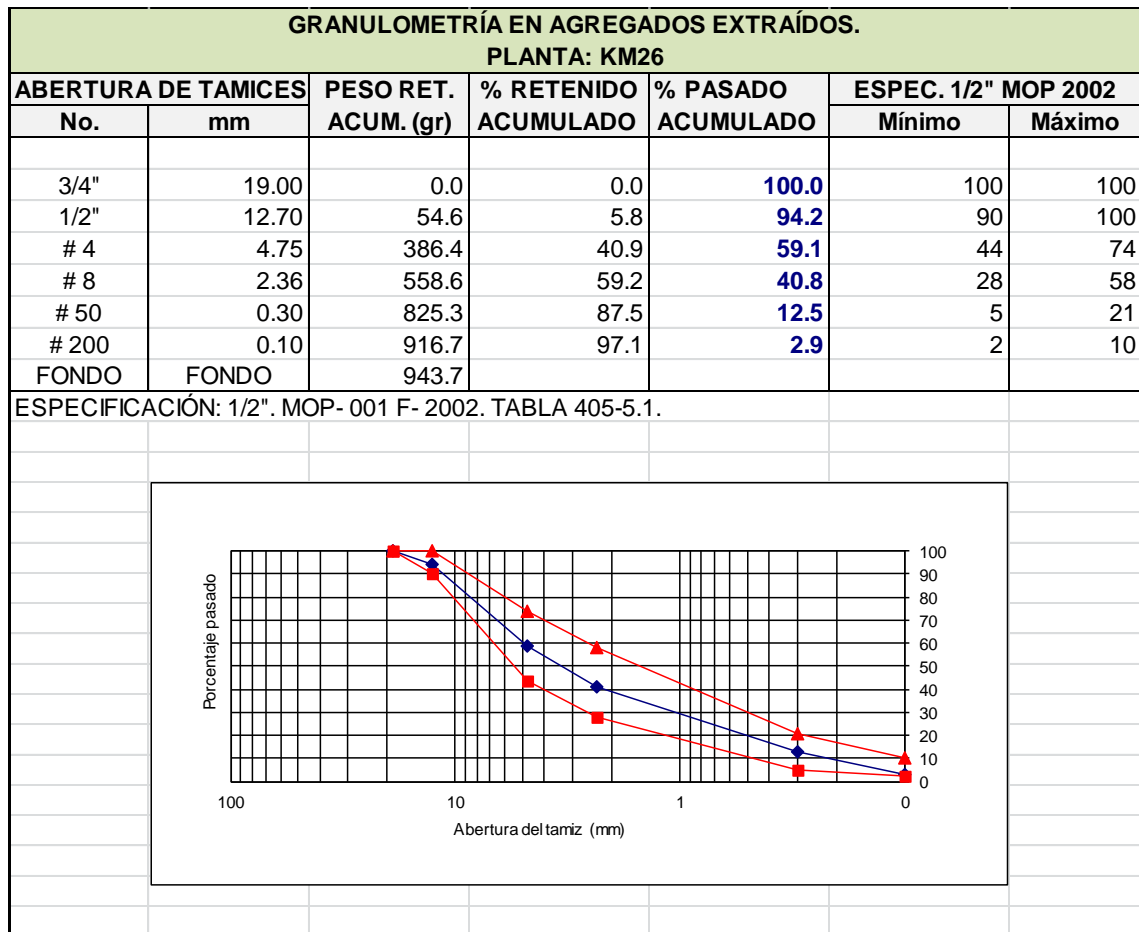 GRANULOMETRÍA EN AGREGADOS EXTRAÍDOS.
PLANTA: KM26
ABERTURA DE TAMICES PESO RET. % RETENIDO % PASADO ESPEC. 1/2" MOP 2002
No. mm ACUM. (gr) ACUMULADO ACUMULADO Mínimo Máximo
3/4" 19.00 0.0 0.0 100.0 100 100
1/2" 12.70 54.6 5.8 94.2 90 100
# 4 4.75 386.4 40.9 59.1 44 74
# 8 2.36 558.6 59.2 40.8 28 58
# 50 0.30 825.3 87.5 12.5 5 21
# 200 0.10 916.7 97.1 2.9 2 10
FONDO FONDO 943.7
ESPECIFICACIÓN: 1/2". MOP- 001 F- 2002. TABLA 405-5.1.
Porcentaje pasado
100
90
80
70
60
50
40
30
20
10
0
100 10 1 0
Abertura del tamiz (mm)